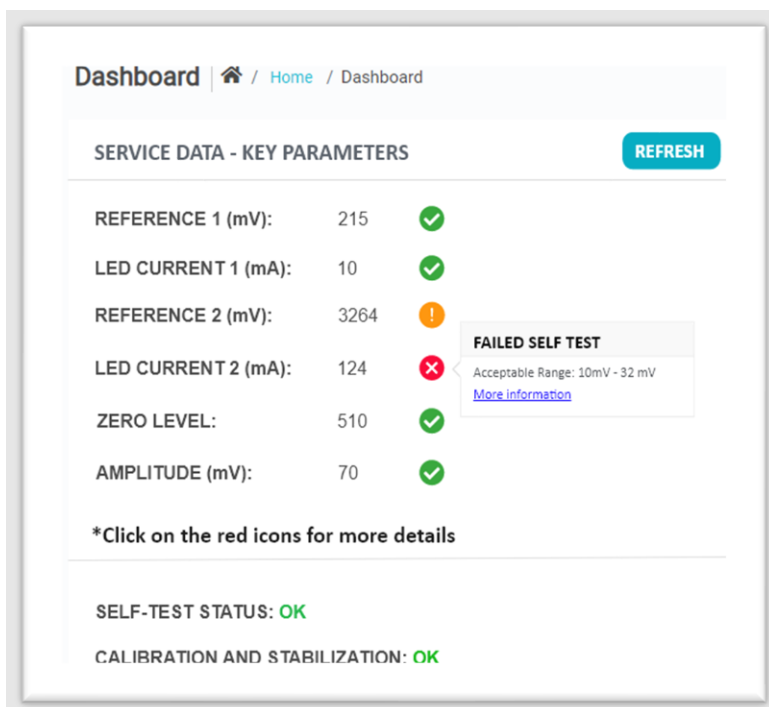 Dashboard / Home / Dashboard
SERVICE DATA - KEY PARAMETERS REFRESH
REFERENCE 1 (mV): 215
LED CURRENT 1 (mA): 10
REFERENCE 2 (mV): 3264
FAILED SELF TEST
LED CURRENT 2 (mA): 124
Acceptable Range: 10mV - 32 mV
More information
ZERO LEVEL: 510
AMPLITUDE (mV): 70
*Click on the red icons for more details
SELF-TEST STATUS: OK
CALIBRATION AND STABILIZATION: OK